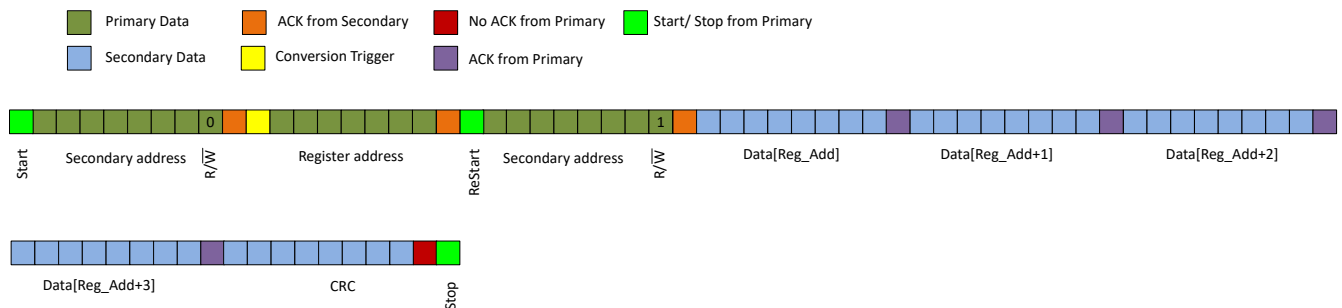 Primary Data
ACK from Secondary
No ACK from Primary
Start/ Stop from Primary
Secondary Data
Conversion Trigger
ACK from Primary
0
1
Start
Secondary address
R/W
Register address
ReStart
Secondary address
R/W
Data[Reg_Add]
Data[Reg_Add+1]
Data[Reg_Add+2]
Data[Reg_Add+3]
CRC
Stop